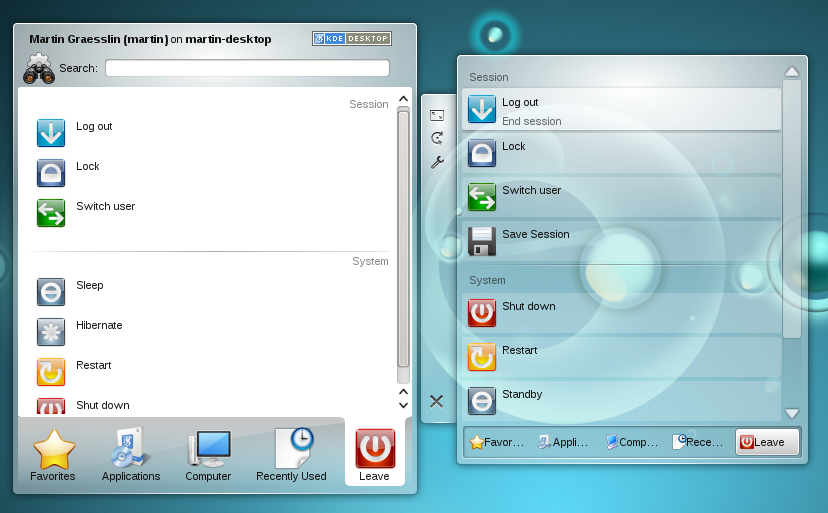 Martin Graesslin (martin) on martin-desktop
KDE DESKTOP
Search:
Session
Log out
Lock
Switch user
System
Sleep
Hibernate
Restart
Shut down
Favorites
Applications
Computer
Recently Used
Leave
Session
Log out
End session
Lock
Switch user
Save Session
System
Shut down
Restart
Standby
Favor...
Appli...
Comp...
Rece...
Leave